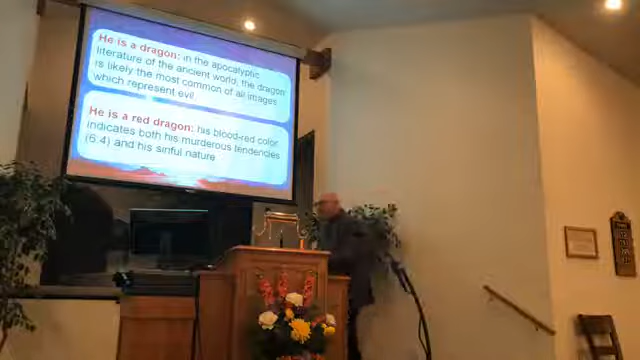 He is a dragon: in the apocalyptic
literature of the ancient world, the dragon
is likely the most common of all images
which represent evil
He is a red dragon: his blood-red color
indicates both his murderous tendencies
(6:4) and his sinful nature